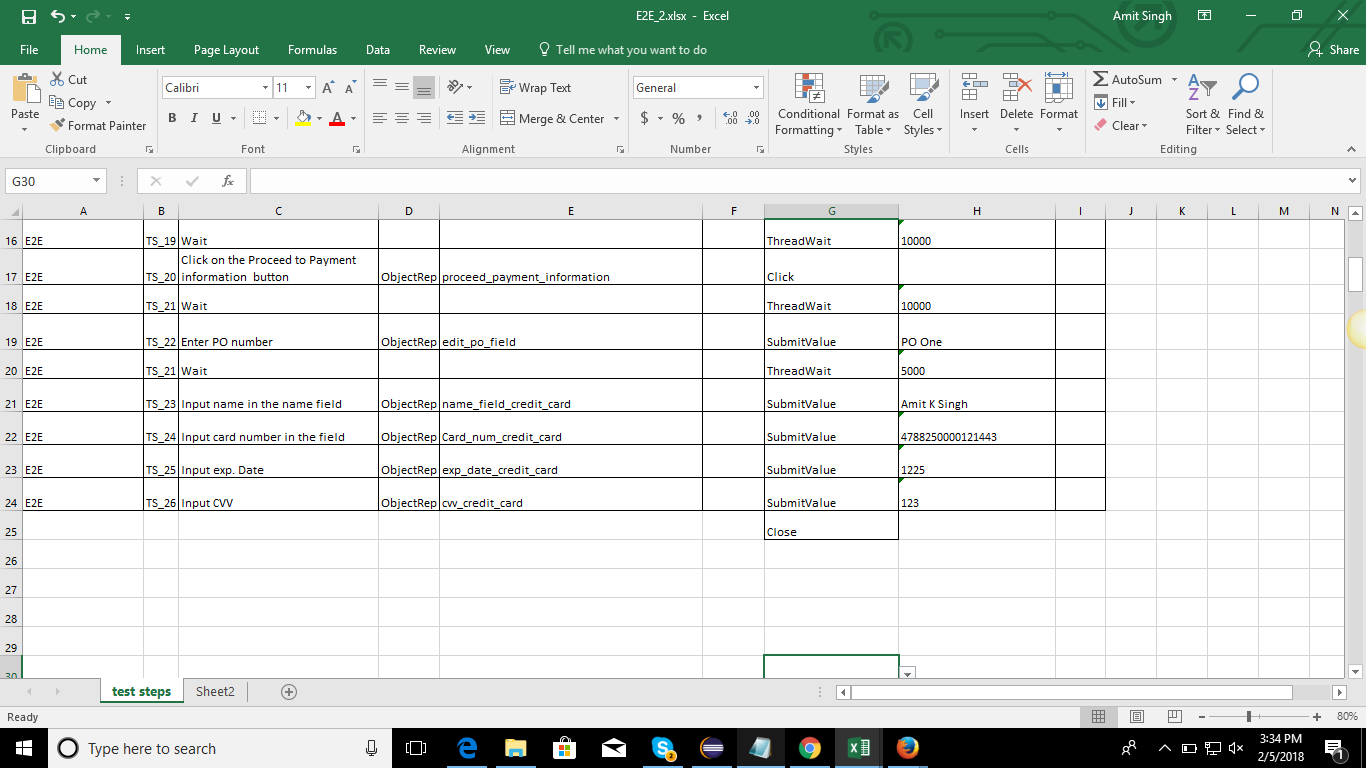 E2E_2.xlsx - Excel
Amit Singh
File Home Insert Page Layout Formulas Data Review View Tell me what you want to do Share
Cut
Copy
Format Painter
Paste
Clipboard
Calibri 11
B I U
Font
Wrap Text
Merge & Center
Alignment
General
$ % ,
Number
Conditional Formatting
Format as Table
Cell Styles
Styles
Insert Delete Format
Cells
AutoSum
Fill
Clear
Sort & Filter
Find & Select
Editing
G30
fx
A B C D E F G H I J K L M N
16 E2E TS_19 Wait ThreadWait 10000
Click on the Proceed to Payment
17 E2E TS_20 information button ObjectRep proceed_payment_information Click
18 E2E TS_21 Wait ThreadWait 10000
19 E2E TS_22 Enter PO number ObjectRep edit_po_field SubmitValue PO One
20 E2E TS_21 Wait ThreadWait 5000
21 E2E TS_23 Input name in the name field ObjectRep name_field_credit_card SubmitValue Amit K Singh
22 E2E TS_24 Input card number in the field ObjectRep Card_num_credit_card SubmitValue 4788250000121443
23 E2E TS_25 Input exp. Date ObjectRep exp_date_credit_card SubmitValue 1225
24 E2E TS_26 Input CVV ObjectRep cvv_credit_card SubmitValue 123
25 Close
26
27
28
29
30
test steps Sheet2
Ready
80%
Type here to search
3:34 PM
2/5/2018